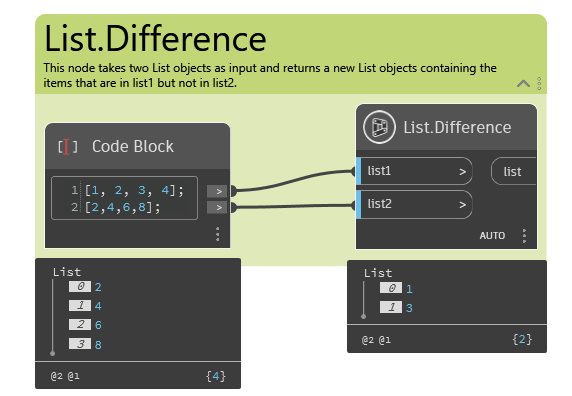 List.Difference
This node takes two List objects as input and returns a new List objects containing the
items that are in list1 but not in list2.
[ ] Code Block
1 [1, 2, 3, 4]; >
2 [2,4,6,8]; >
List.Difference
list1 > list
list2 >
AUTO
List
0 2
1 4
2 6
3 8
@2 @1 {4}
List
0 1
1 3
@2 @1 {2}